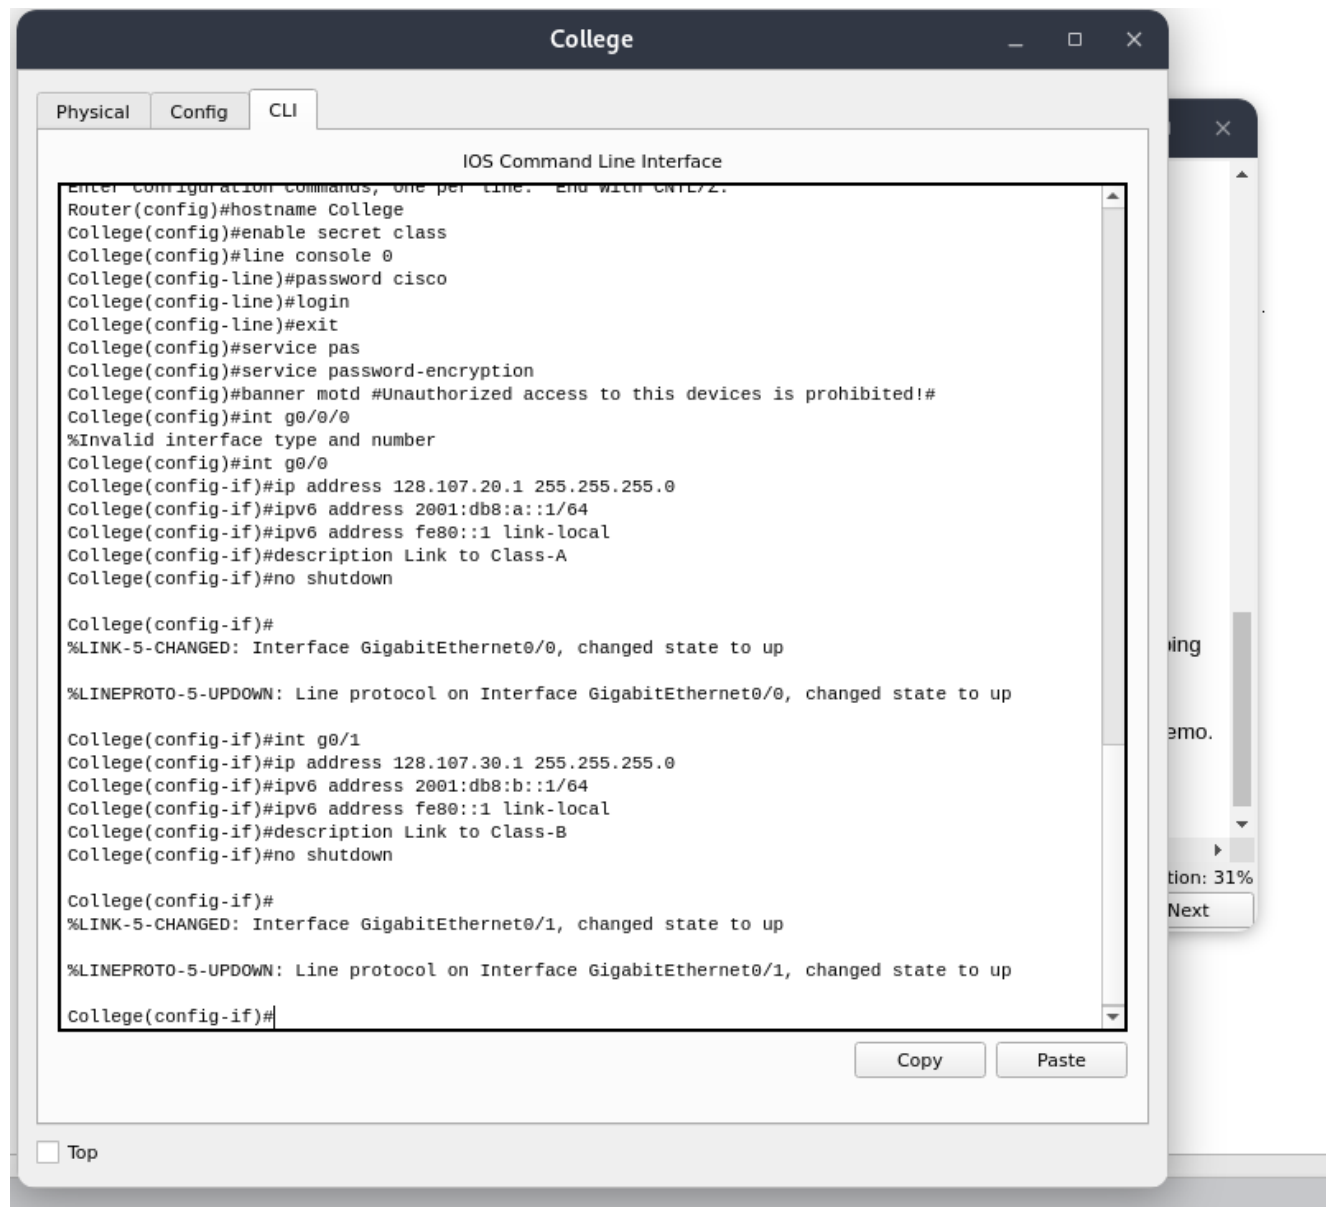 College
Physical
Config
CLI
IOS Command Line Interface
Enter configuration commands, one per line.  End with CNTL/Z.
Router(config)#hostname College
College(config)#enable secret class
College(config)#line console 0
College(config-line)#password cisco
College(config-line)#login
College(config-line)#exit
College(config)#service pas
College(config)#service password-encryption
College(config)#banner motd #Unauthorized access to this devices is prohibited!#
College(config)#int g0/0/0
%Invalid interface type and number
College(config)#int g0/0
College(config-if)#ip address 128.107.20.1 255.255.255.0
College(config-if)#ipv6 address 2001:db8:a::1/64
College(config-if)#ipv6 address fe80::1 link-local
College(config-if)#description Link to Class-A
College(config-if)#no shutdown
College(config-if)#
%LINK-5-CHANGED: Interface GigabitEthernet0/0, changed state to up
%LINEPROTO-5-UPDOWN: Line protocol on Interface GigabitEthernet0/0, changed state to up
College(config-if)#int g0/1
College(config-if)#ip address 128.107.30.1 255.255.255.0
College(config-if)#ipv6 address 2001:db8:b::1/64
College(config-if)#ipv6 address fe80::1 link-local
College(config-if)#description Link to Class-B
College(config-if)#no shutdown
College(config-if)#
%LINK-5-CHANGED: Interface GigabitEthernet0/1, changed state to up
%LINEPROTO-5-UPDOWN: Line protocol on Interface GigabitEthernet0/1, changed state to up
College(config-if)#
Copy
Paste
Top
.
ing
emo.
tion: 31%
Next